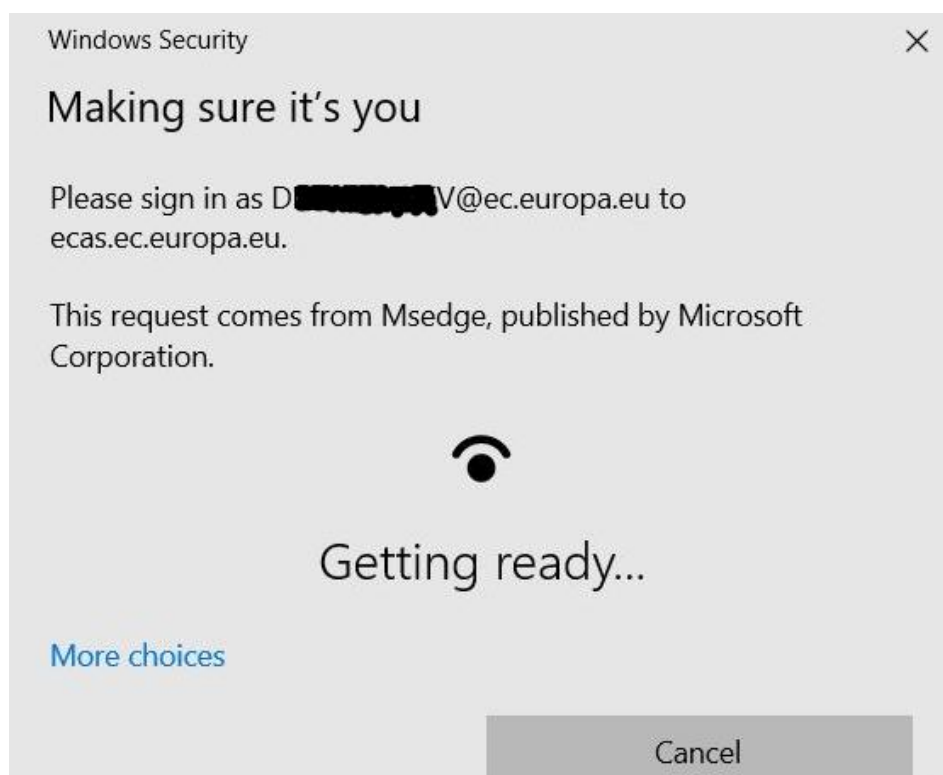 Windows Security
Making sure it's you
Please sign in as D V@ec.europa.eu to
ecas.ec.europa.eu.
This request comes from Msedge, published by Microsoft
Corporation.
Getting ready...
More choices
Cancel